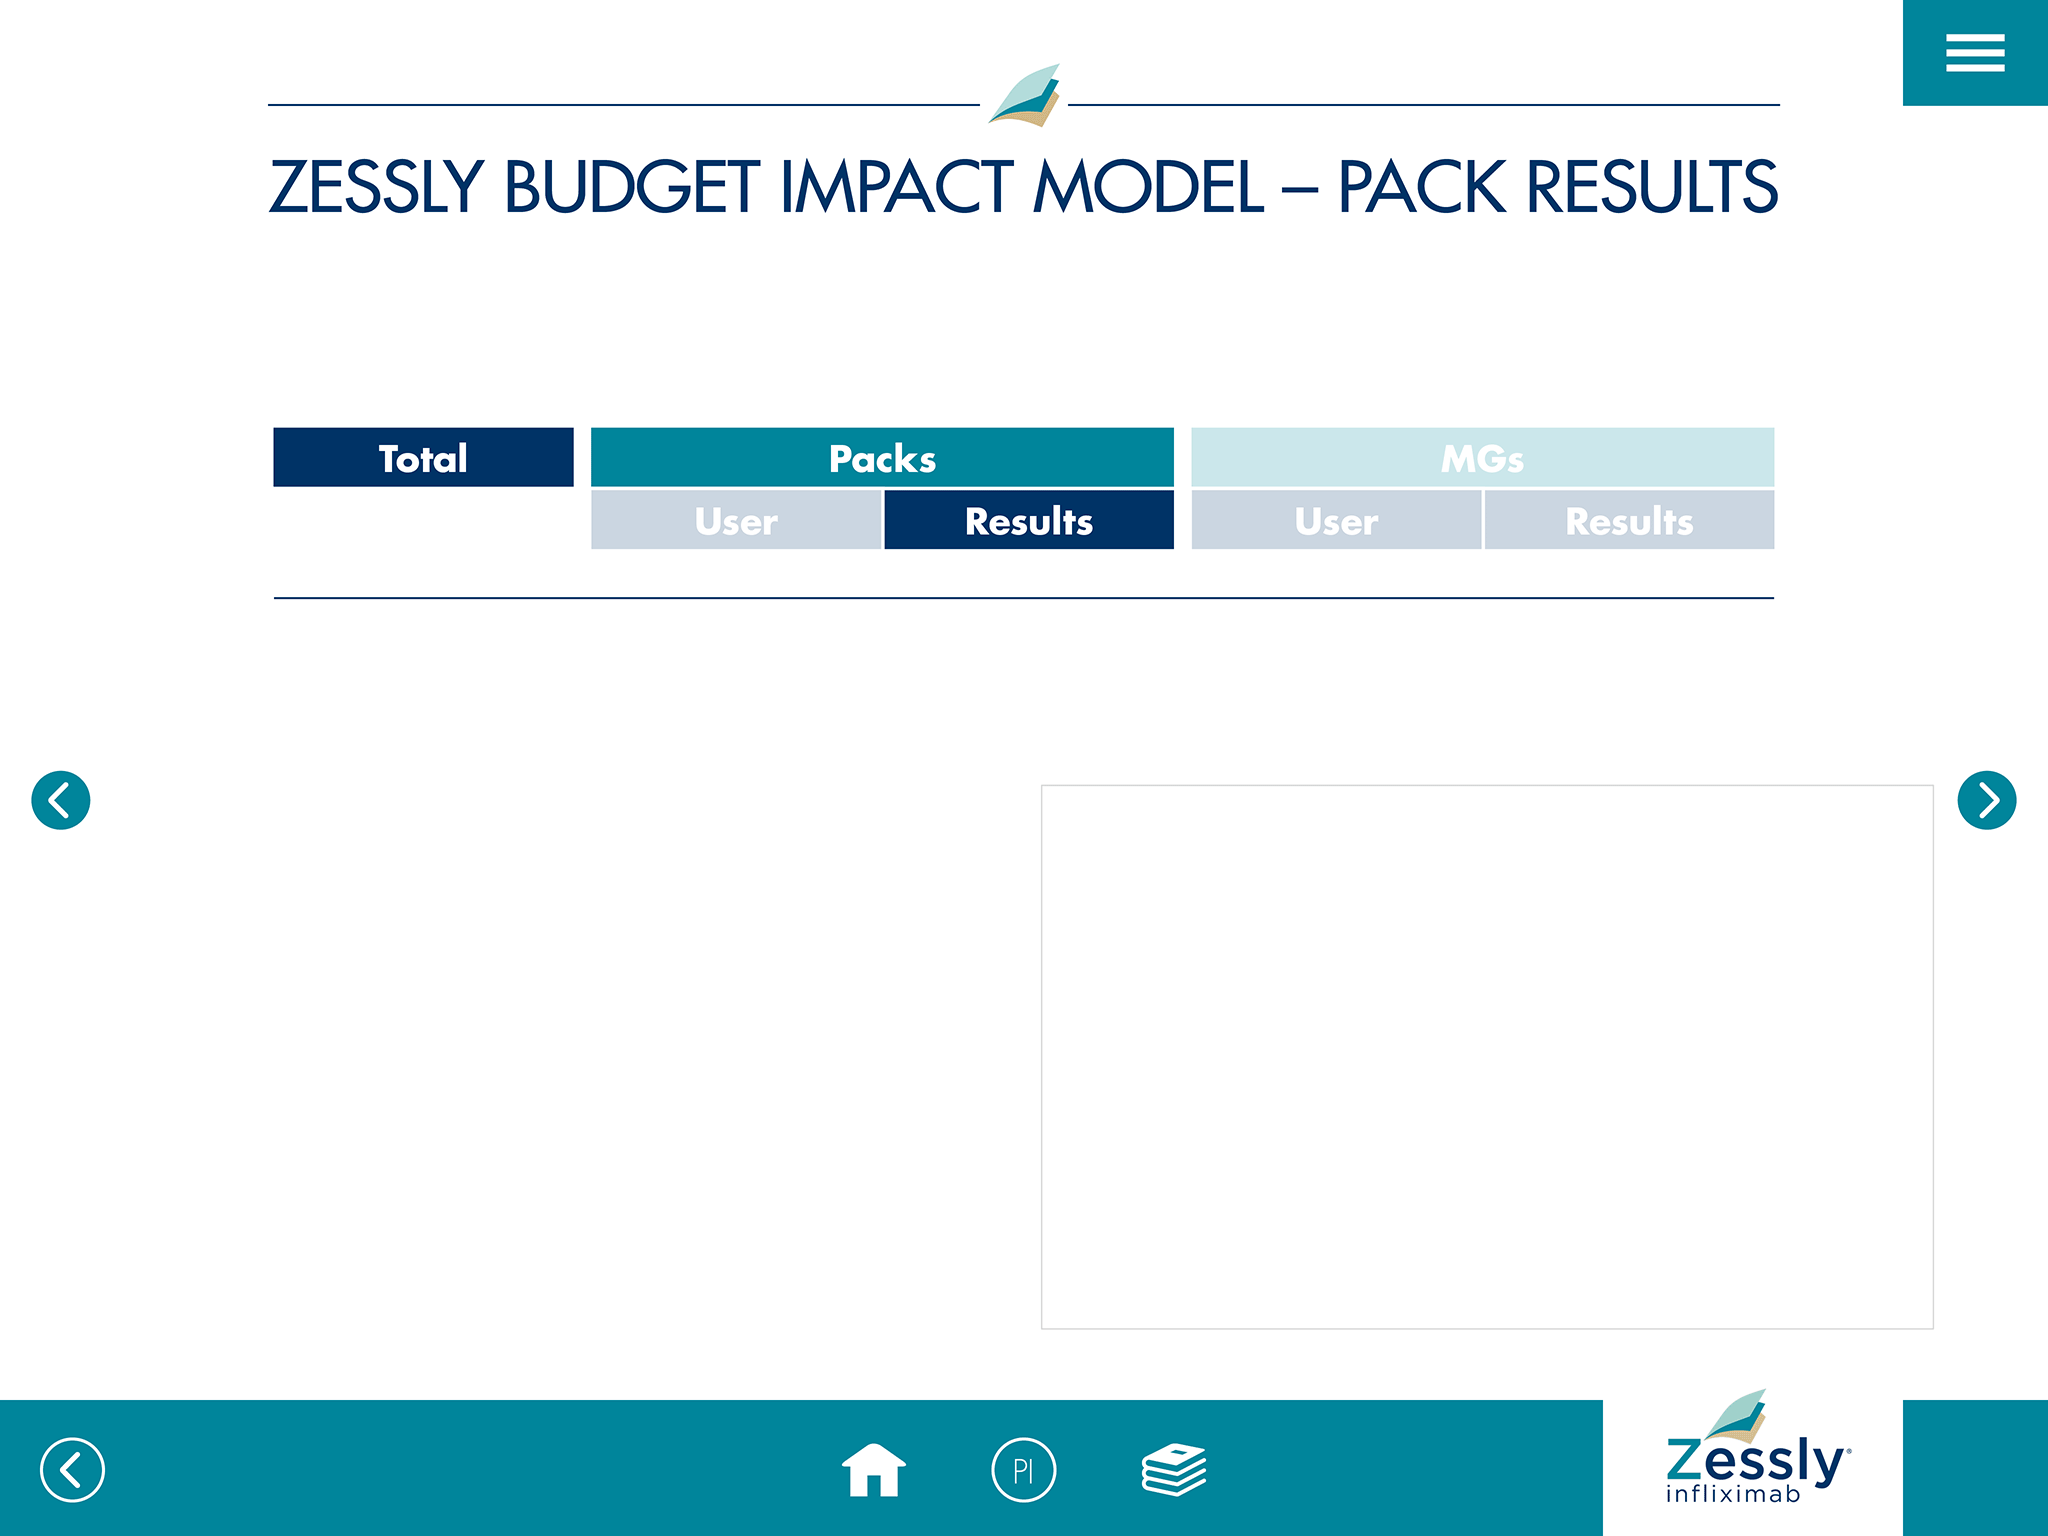 ZESSLY BUDGET IMPACT MODEL – PACK RESULTS
Total Packs MGs
User Results User Results
PI
Zessly®
infliximab